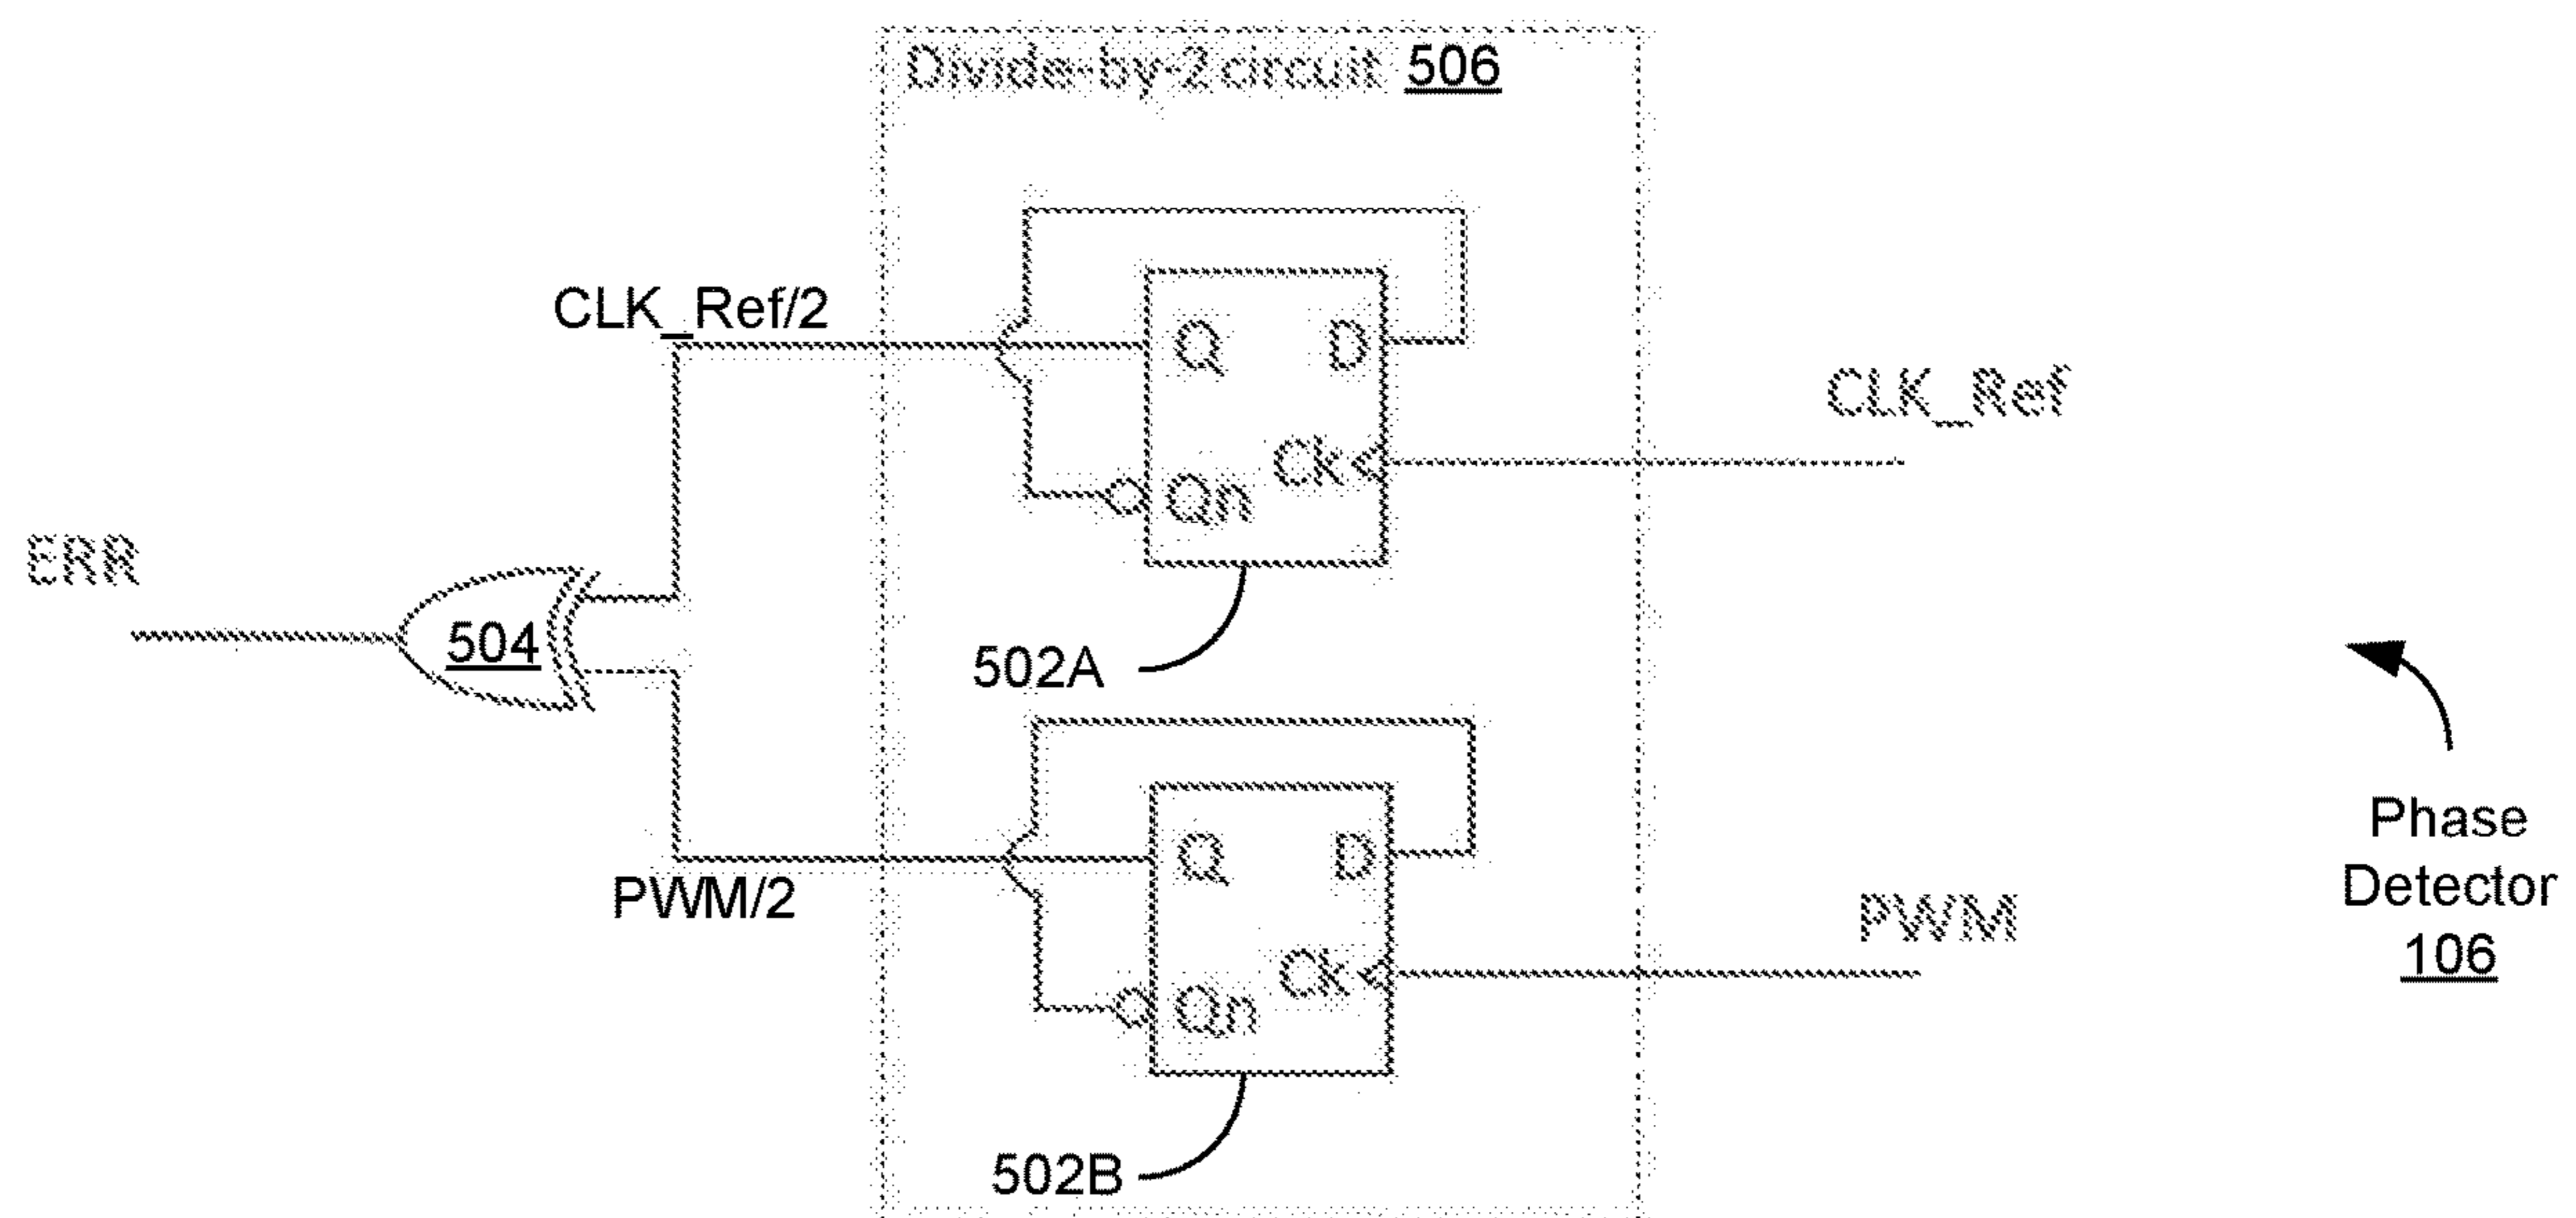 Divide-by-2 circuit 506
CLK_Ref/2
Q D
CLK_Ref
Ck
Qn
ERR
504
502A
Phase
Detector
106
Q D
PWM/2
PWM
Ck
Qn
502B